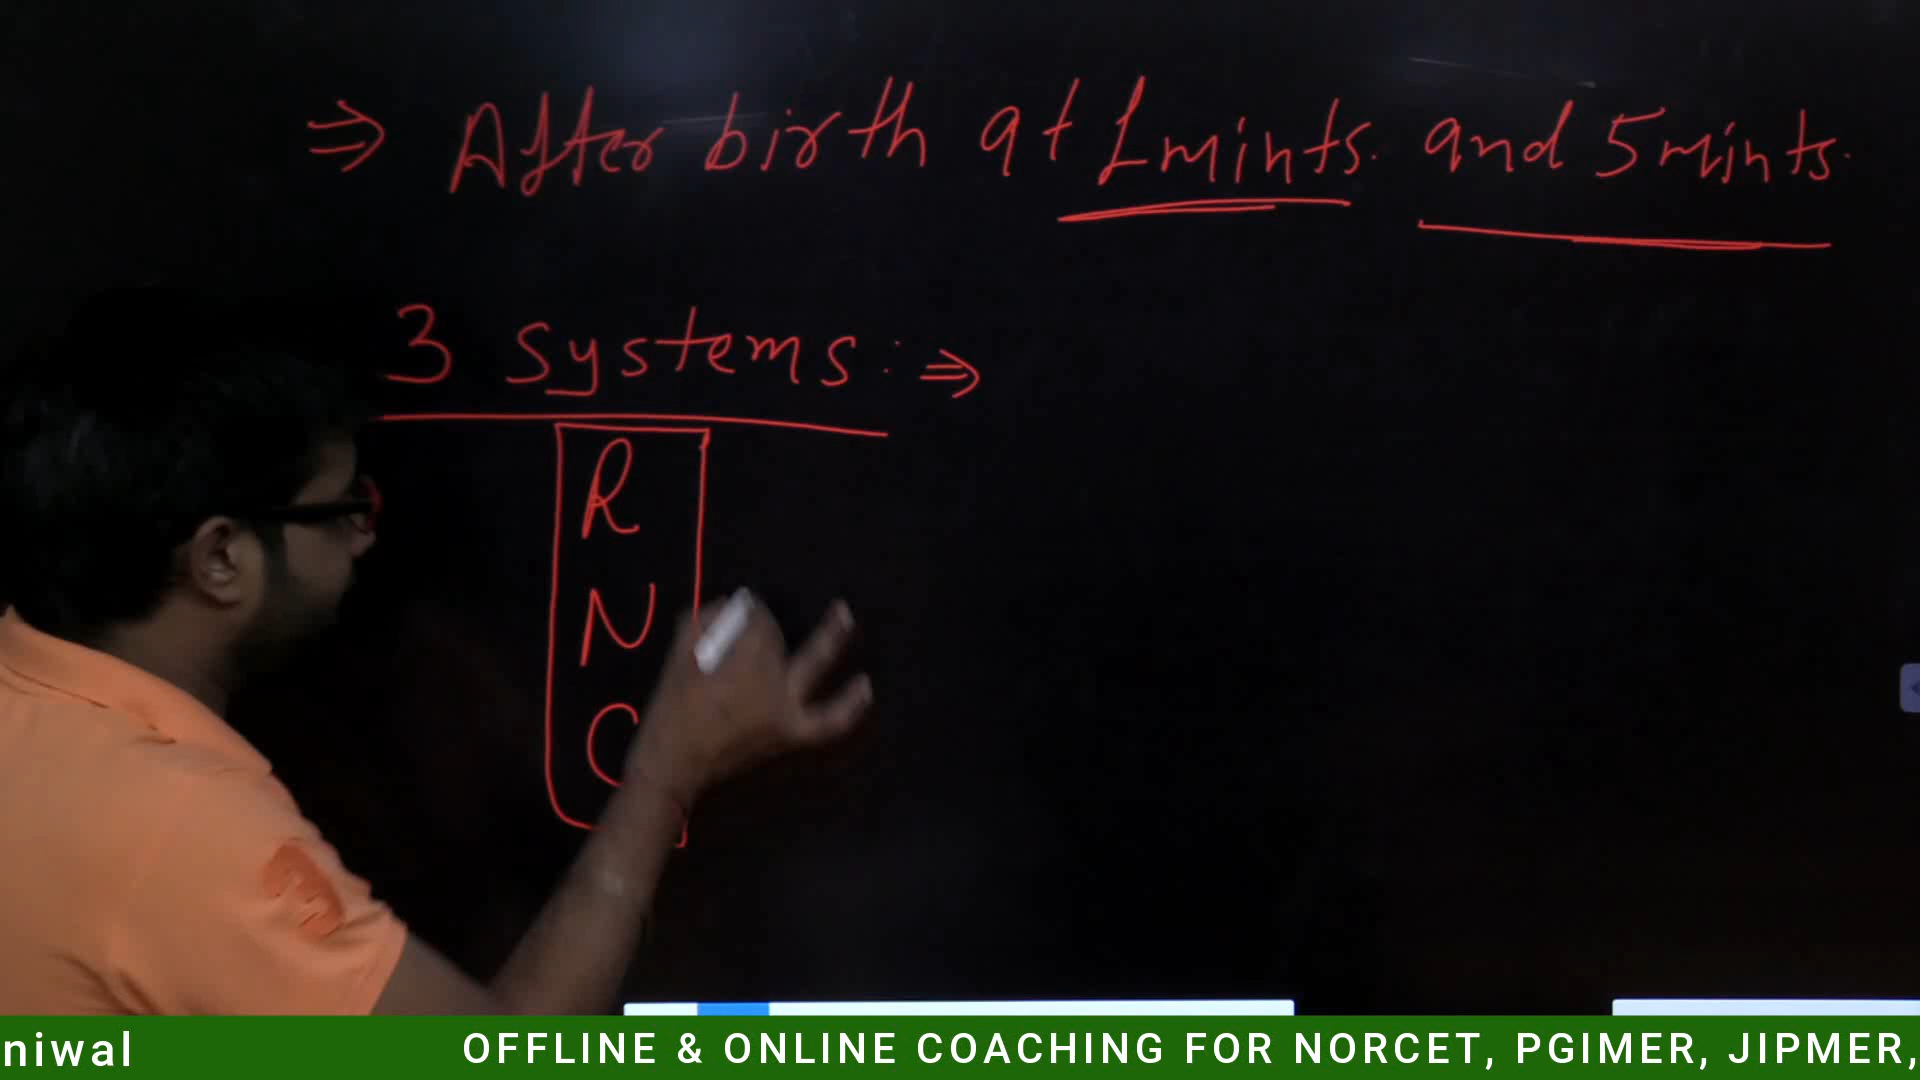 ⇒ After birth at 1 mints. and 5 mints.
3 Systems : ⇒
R
N
C
niwal OFFLINE & ONLINE COACHING FOR NORCET, PGIMER, JIPMER,